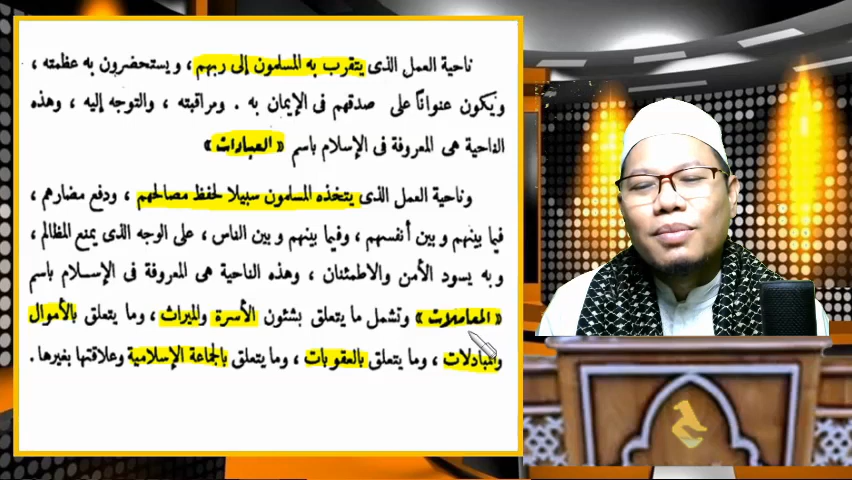 ناحية العمل الذى يتقرب به المسلمون إلى ربهم ، ويستحضرون به عظمته ،
ويكون عنوانا على صدقهم فى الإيمان به . ومراقبته ، والتوجه إليه ، وهذه
الناحية هى المعروفة فى الإسلام باسم « العبادات »
وناحية العمل الذى يتخذه المسلمون سبيلا لحفظ مصالحهم ، ودفع مضارهم ،
فيما بينهم وبين أنفسهم ، وفيما بينهم وبين الناس ، على الوجه الذى يمنع المظالم ،
وبه يسود الأمن والاطمئنان ، وهذه الناحية هى المعروفة فى الإسلام باسم
« المعاملات » وتشمل ما يتعلق بشئون الأسرة والميراث ، وما يتعلق بالأموال
والمبادلات ، وما يتعلق بالعقوبات ، وما يتعلق بالجماعة الإسلامية وعلاقتها بغيرها .